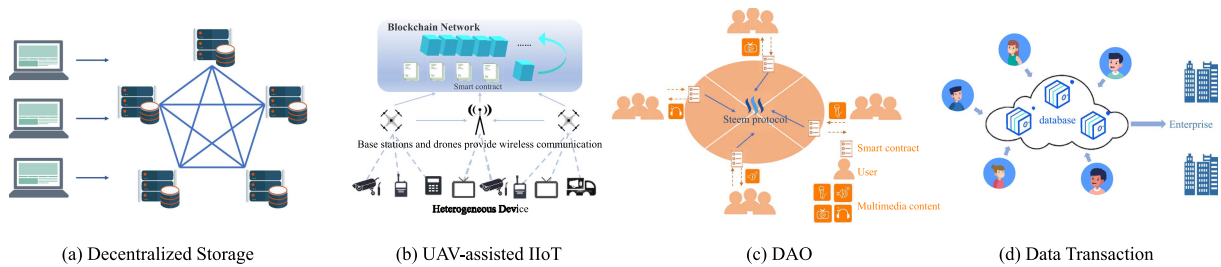 Blockchain Network
......
Smart contract
Base stations and drones provide wireless communication
Heterogeneous Device
Steem protocol
Smart contract
User
Multimedia content
database
Enterprise
(a) Decentralized Storage
(b) UAV-assisted IIoT
(c) DAO
(d) Data Transaction